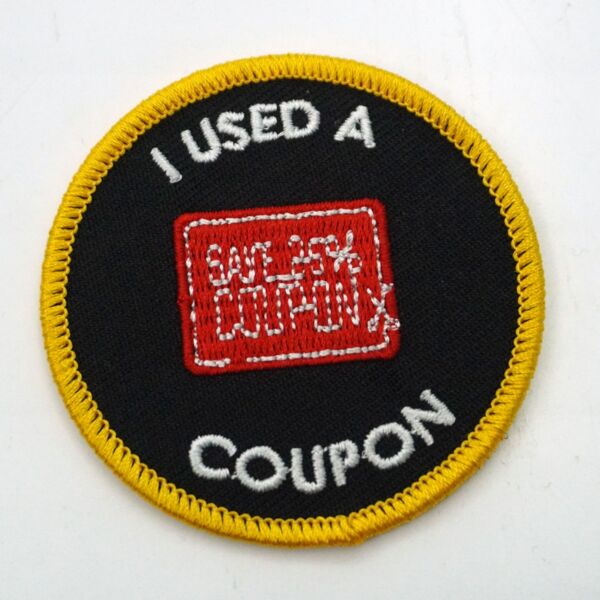 I USED A
SAVE 25%
COUPON
COUPON